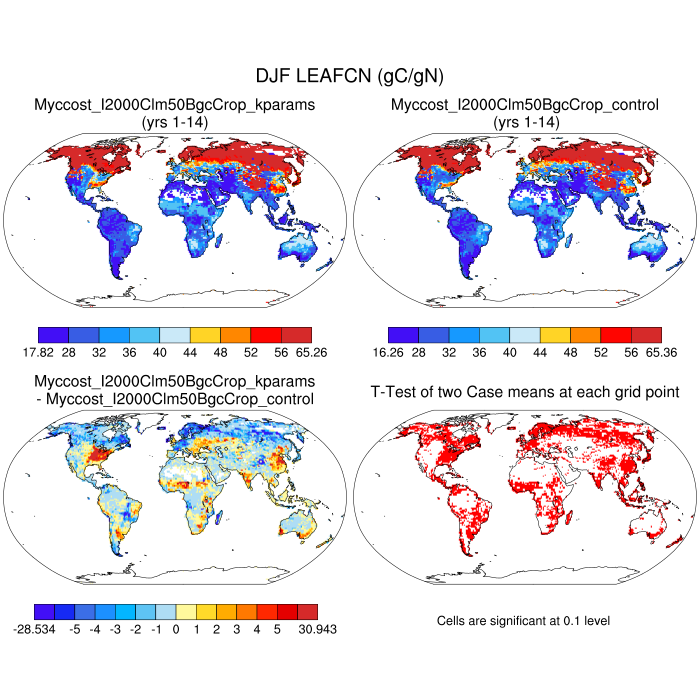 DJF LEAFCN (gC/gN)
Myccost_I2000Clm50BgcCrop_kparams
(yrs 1-14)
Myccost_I2000Clm50BgcCrop_control
(yrs 1-14)
17.82 28 32 36 40 44 48 52 56 65.26
16.26 28 32 36 40 44 48 52 56 65.36
Myccost_I2000Clm50BgcCrop_kparams
- Myccost_I2000Clm50BgcCrop_control
T-Test of two Case means at each grid point
-28.534 -5 -4 -3 -2 -1 0 1 2 3 4 5 30.943
Cells are significant at 0.1 level